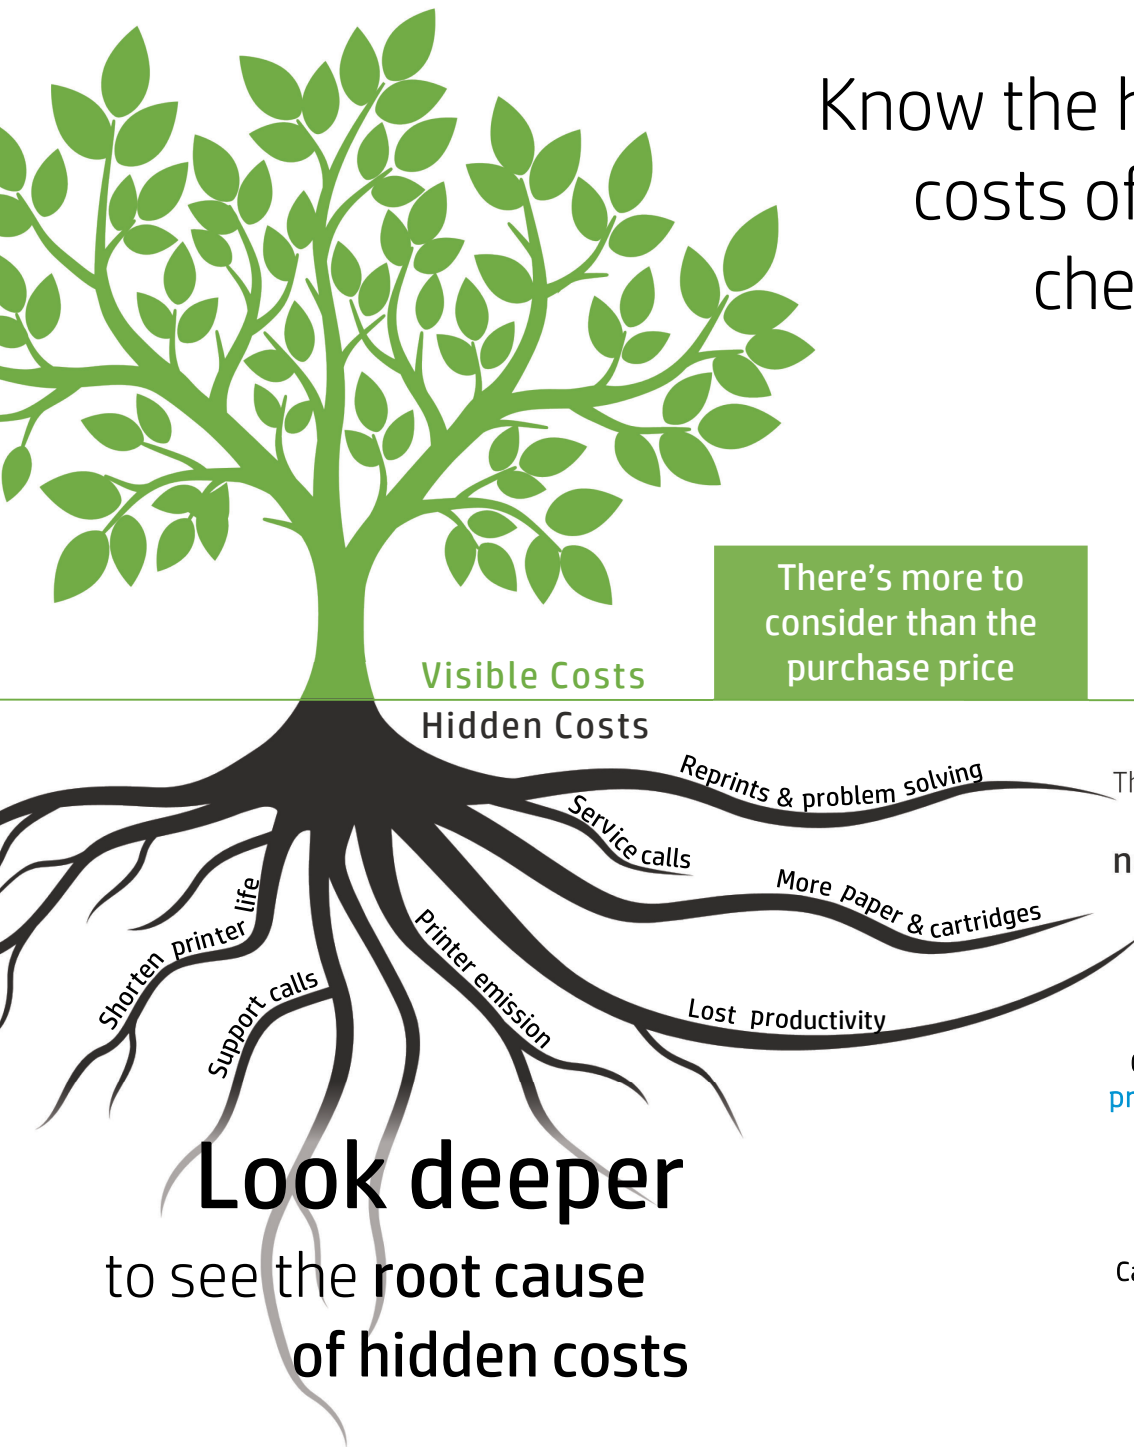 Know the
costs of
There's more to
consider than the
purchase price
Visible Costs
Hidden Costs
Reprints & problem solving
Service calls
More paper & cartridges
Lost productivity
Printer emission
Shorten printer life
Support calls
Look deeper
to see the root cause
of hidden costs